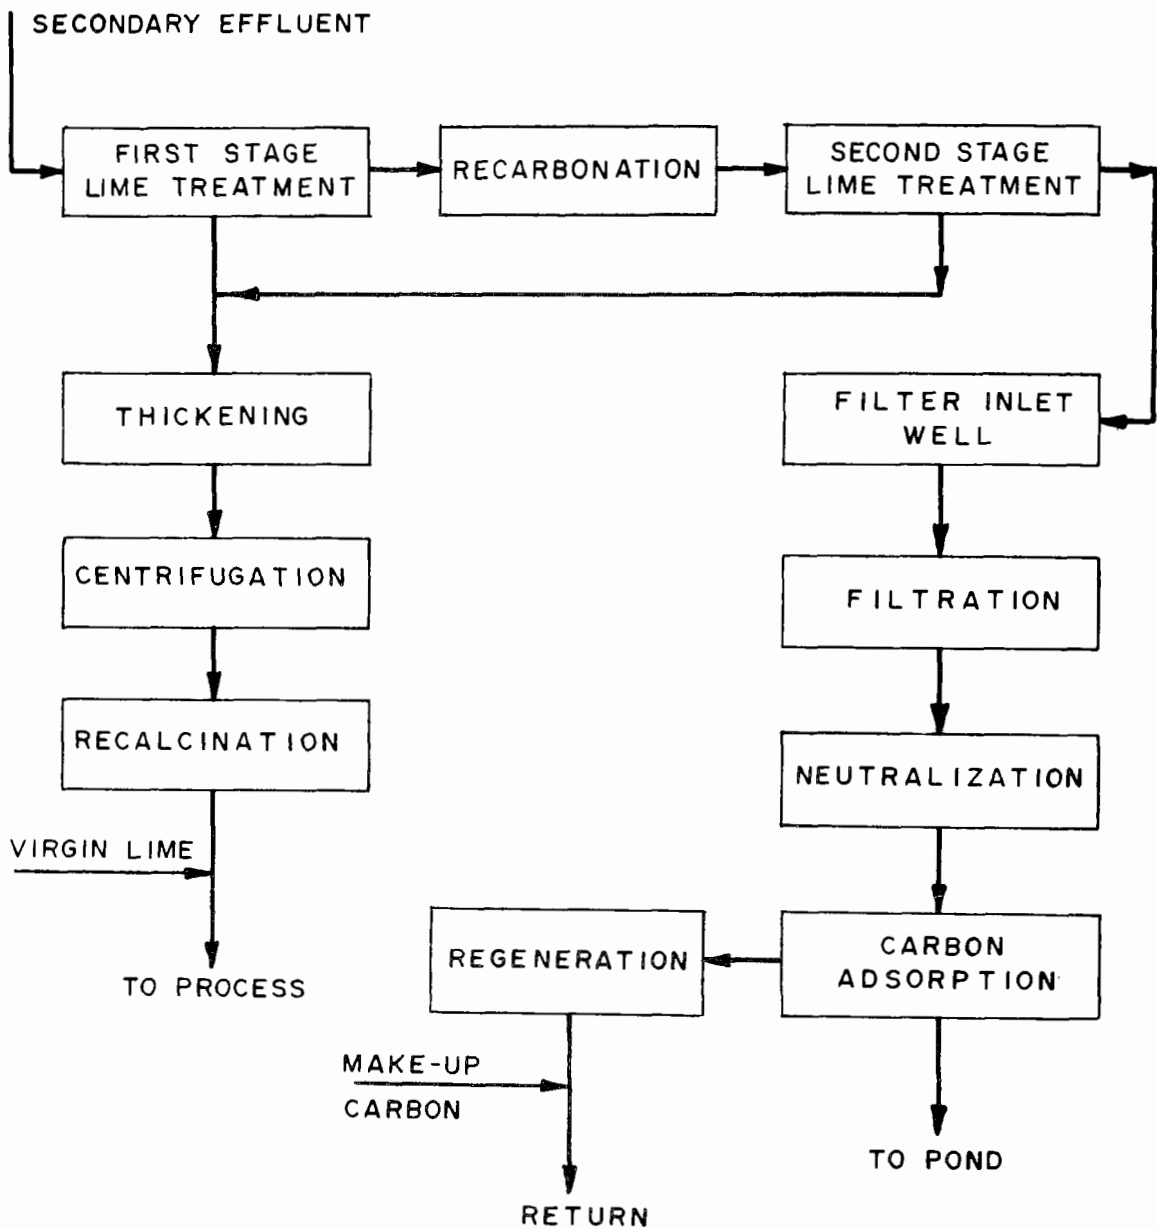 SECONDARY EFFLUENT
FIRST STAGE
LIME TREATMENT
RECARBONATION
SECOND STAGE
LIME TREATMENT
THICKENING
FILTER INLET
WELL
CENTRIFUGATION
FILTRATION
RECALCINATION
NEUTRALIZATION
VIRGIN LIME
TO PROCESS
REGENERATION
CARBON
ADSORPTION
MAKE-UP
CARBON
TO POND
RETURN